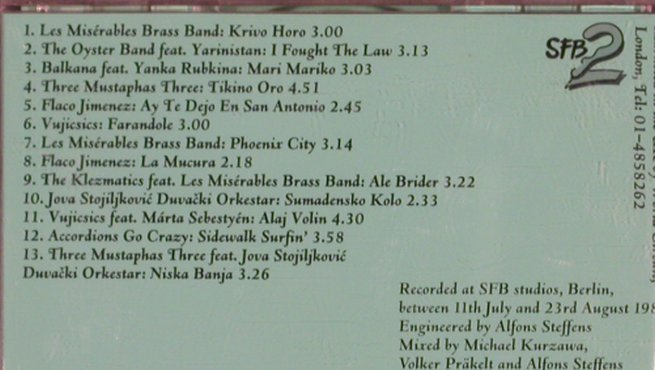 1. Les Misérables Brass Band: Krivo Horo 3.00
2. The Oyster Band feat. Yarinistan: I Fought The Law 3.13
3. Balkana feat. Yanka Rubkina: Mari Mariko 3.03
4. Three Mustaphas Three: Tikino Oro 4.51
5. Flaco Jimenez: Ay Te Dejo En San Antonio 2.45
6. Vujicsics: Farandole 3.00
7. Les Misérables Brass Band: Phoenix City 3.14
8. Flaco Jimenez: La Mucura 2.18
9. The Klezmatics feat. Les Misérables Brass Band: Ale Brider 3.22
10. Jova Stojiljković Duvački Orkestar: Sumadensko Kolo 2.33
11. Vujicsics feat. Márta Sebestyén: Alaj Volin 4.30
12. Accordions Go Crazy: Sidewalk Surfin' 3.58
13. Three Mustaphas Three feat. Jova Stojiljković
Duvački Orkestar: Niska Banja 3.26
SFB 2
London, Tel: 01-4858262
Recorded at SFB studios, Berlin,
between 11th July and 23rd August 198
Engineered by Alfons Steffens
Mixed by Michael Kurzawa,
Volker Präkelt and Alfons Steffens